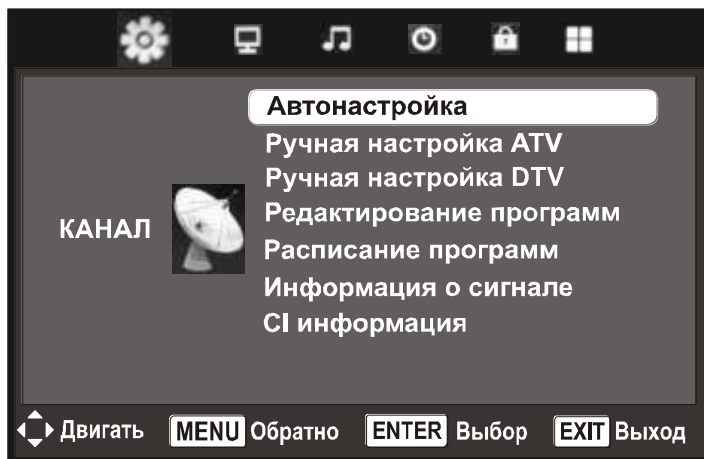 Автонастройка
Ручная настройка ATV
Ручная настройка DTV
Редактирование программ
КАНАЛ
Расписание программ
Информация о сигнале
CI информация
Двигать MENU Обратно ENTER Выбор EXIT Выход